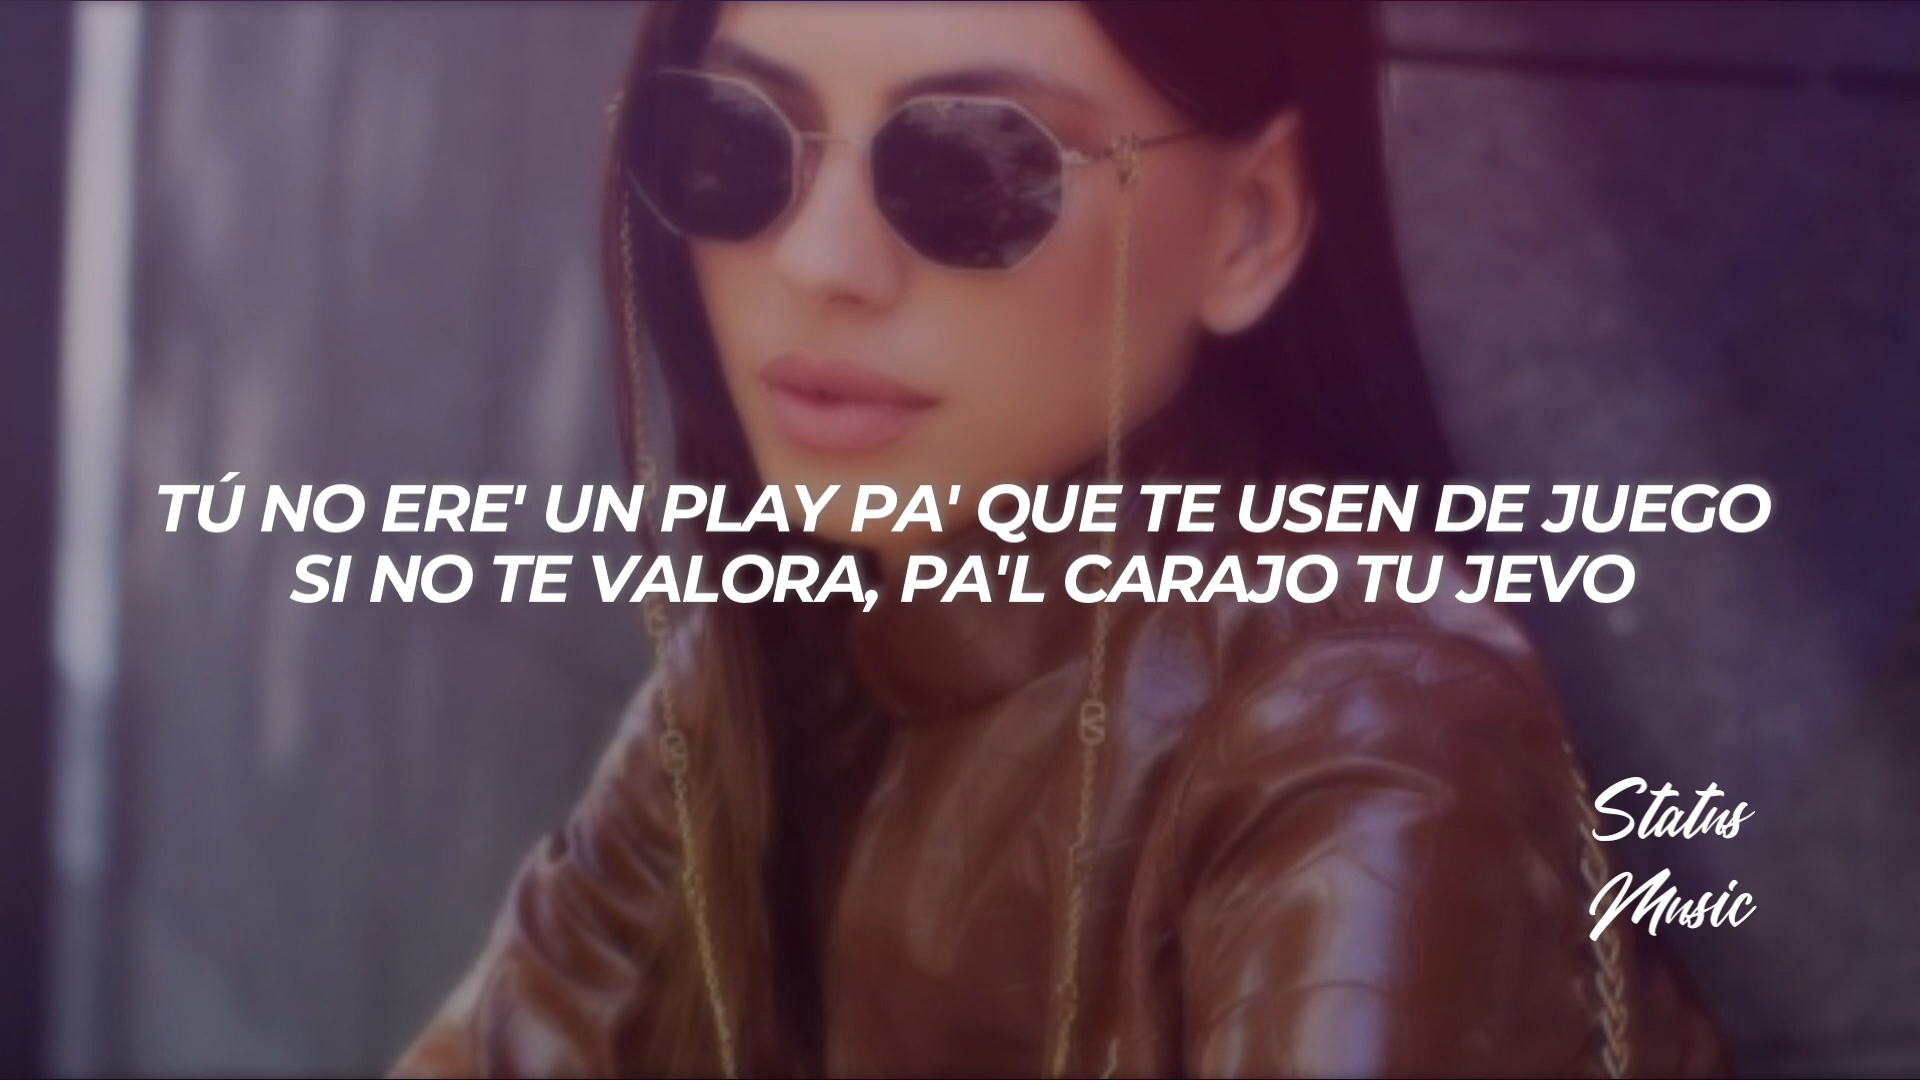 TÚ NO ERE' UN PLAY PA' QUE TE USEN DE JUEGO
SI NO TE VALORA, PA'L CARAJO TU JEVO
Status
Music